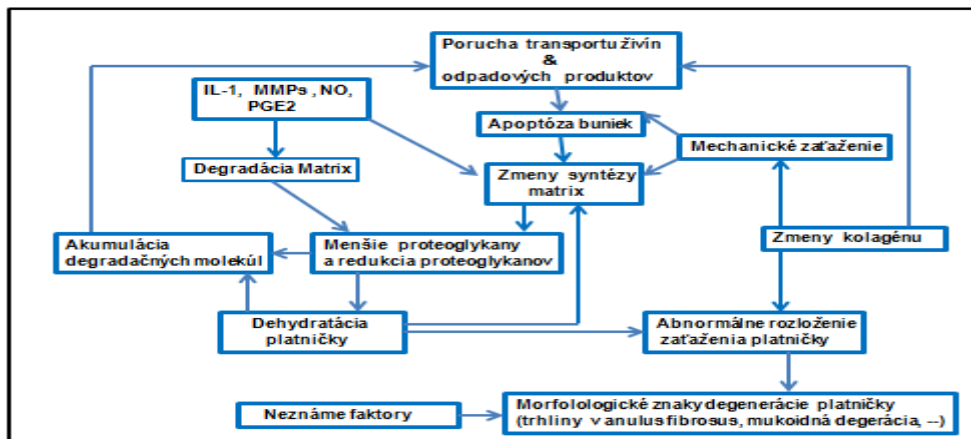 Porucha transportu živín
&
odpadových produktov
IL-1, MMPs , NO,
PGE2
Apoptóza buniek
Mechanické zaťaženie
Degradácia Matrix
Zmeny syntézy
matrix
Akumulácia
degradačných molekúl
Menšie proteoglykany
a redukcia proteoglykanov
Zmeny kolagénu
Dehydratácia
platničky
Abnormálne rozloženie
zaťaženia platničky
Neznáme faktory
Morfolologické znaky degenerácie platničky
(trhliny v anulus fibrosus, mukoidná degerácia, --)